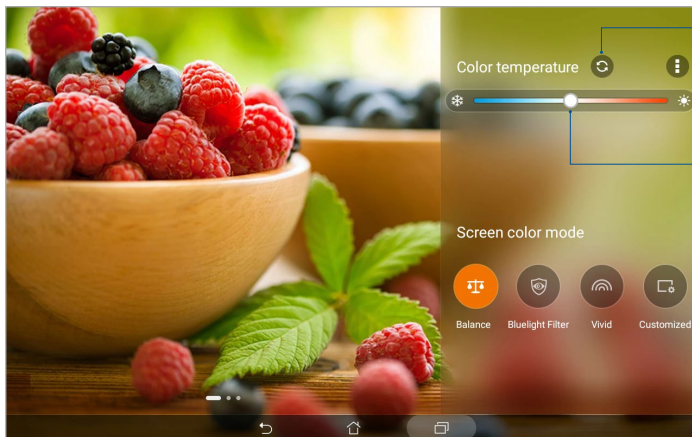 Color temperature
Screen color mode
Balance
Bluelight Filter
Vivid
Customized